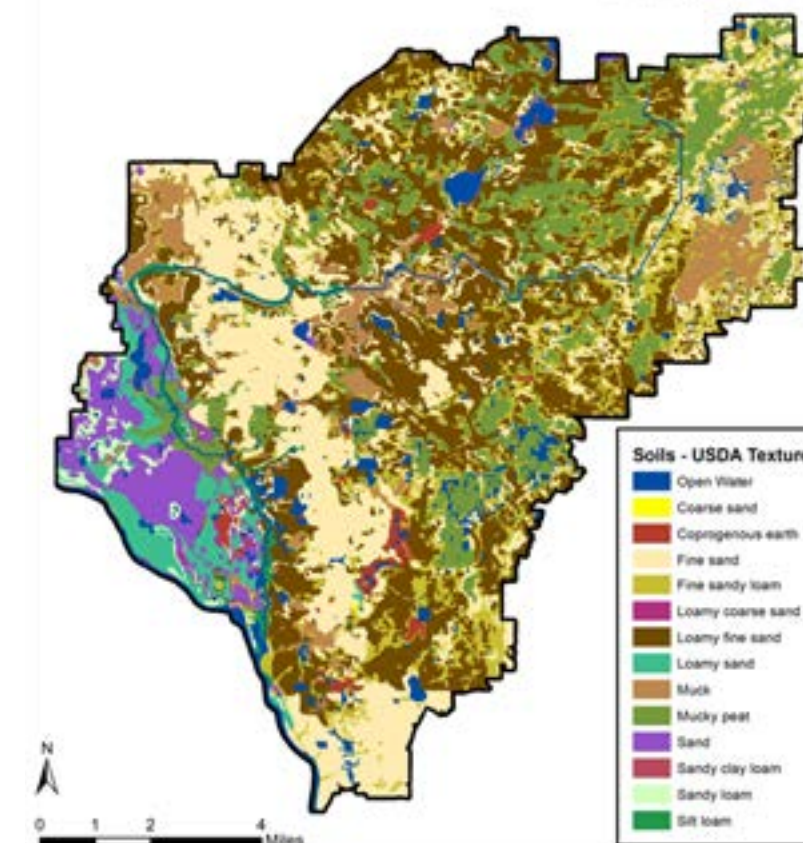 Soils - USDA Texture
Open Water
Coarse sand
Coprogenous earth
Fine sand
Fine sandy loam
Loamy coarse sand
Loamy fine sand
Loamy sand
Muck
Mucky peat
Sand
Sandy clay loam
Sandy loam
Silt loam
N
0 1 2 4
Miles